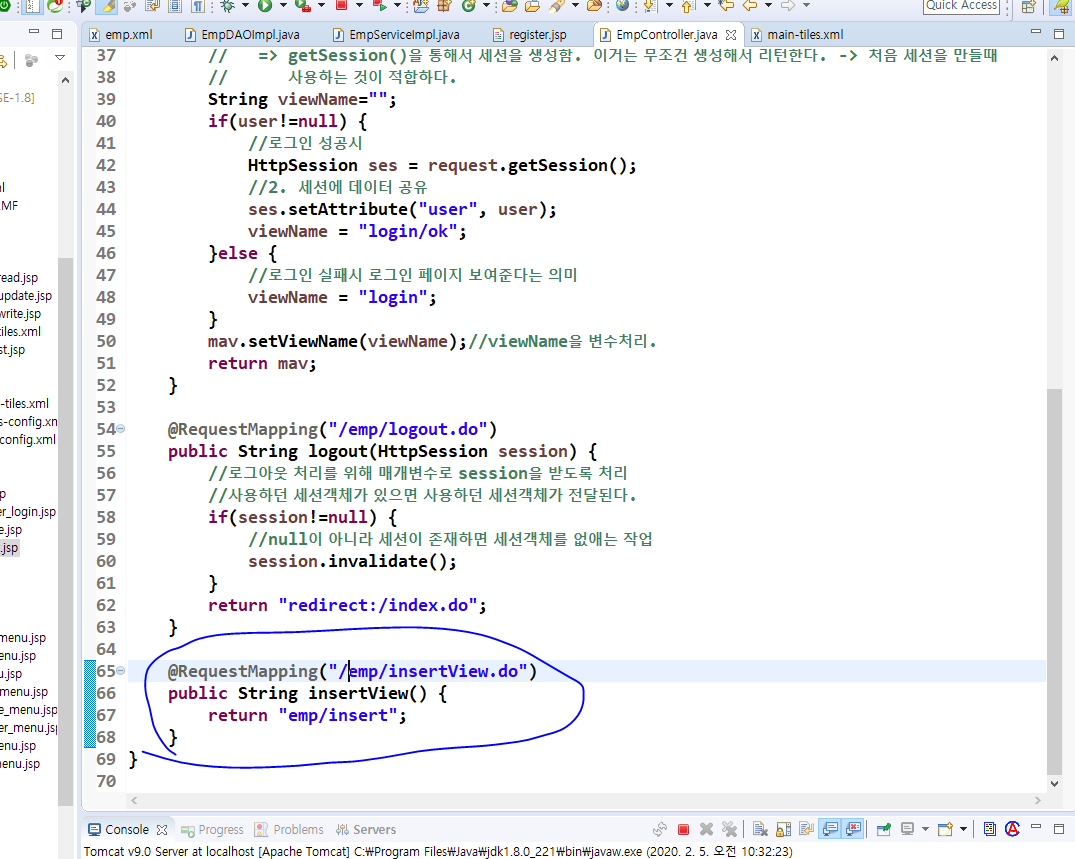 Quick Access
emp.xml
EmpDAOImpl.java
EmpServiceImpl.java
register.jsp
EmpController.java
main-tiles.xml
SE-1.8]
MF
read.jsp
update.jsp
write.jsp
tiles.xml
st.jsp
-tiles.xml
s-config.xm
config.xml
er_login.jsp
e.jsp
.jsp
menu.jsp
enu.jsp
u.jsp
menu.jsp
e_menu.jsp
er_menu.jsp
enu.jsp
enu.jsp
37 // => getSession()을 통해서 세션을 생성함. 이거는 무조건 생성해서 리턴한다. -> 처음 세션을 만들때
38 // 사용하는 것이 적합하다.
39 String viewName="";
40 if(user!=null) {
41 //로그인 성공시
42 HttpSession ses = request.getSession();
43 //2. 세션에 데이터 공유
44 ses.setAttribute("user", user);
45 viewName = "login/ok";
46 }else {
47 //로그인 실패시 로그인 페이지 보여준다는 의미
48 viewName = "login";
49 }
50 mav.setViewName(viewName);//viewName을 변수처리.
51 return mav;
52 }
53
54 @RequestMapping("/emp/logout.do")
55 public String logout(HttpSession session) {
56 //로그아웃 처리를 위해 매개변수로 session을 받도록 처리
57 //사용하던 세션객체가 있으면 사용하던 세션객체가 전달된다.
58 if(session!=null) {
59 //null이 아니라 세션이 존재하면 세션객체를 없애는 작업
60 session.invalidate();
61 }
62 return "redirect:/index.do";
63 }
64
65 @RequestMapping("/emp/insertView.do")
66 public String insertView() {
67 return "emp/insert";
68 }
69 }
70
Console
Progress
Problems
Servers
Tomcat v9.0 Server at localhost [Apache Tomcat] C:₩Program Files₩Java₩jdk1.8.0_221₩bin₩javaw.exe (2020. 2. 5. 오전 10:32:23)